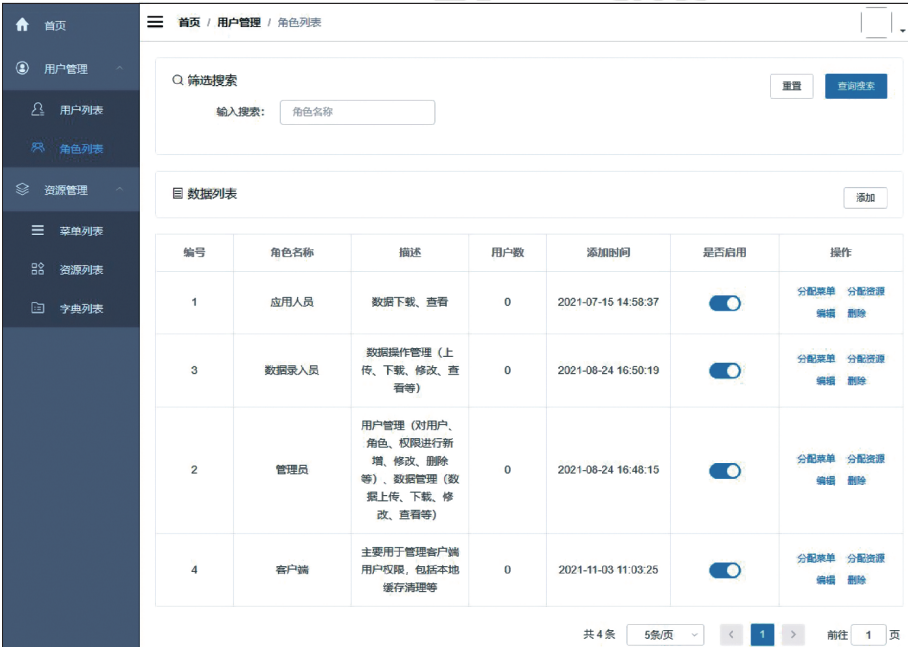 首页
用户管理
用户列表
角色列表
资源管理
菜单列表
资源列表
字典列表
首页 / 用户管理 / 角色列表
筛选搜索
重置
查询搜索
输入搜索：
角色名称
数据列表
添加
编号 角色名称 描述 用户数 添加时间 是否启用 操作
1 应用人员 数据下载、查看 0 2021-07-15 14:58:37 分配菜单 分配资源
编辑 删除
数据操作管理（上
3 数据录入员 传、下载、修改、查 0 2021-08-24 16:50:19 分配菜单 分配资源
看等） 编辑 删除
用户管理（对用户、
角色、权限进行新
增、修改、删除
2 管理员 等）、数据管理（数 0 2021-08-24 16:48:15 分配菜单 分配资源
据上传、下载、修 编辑 删除
改、查看等）
主要用于管理客户端
4 客户端 用户权限，包括本地 0 2021-11-03 11:03:25 分配菜单 分配资源
缓存清理等 编辑 删除
共 4 条 5条/页 < 1 > 前往 1 页